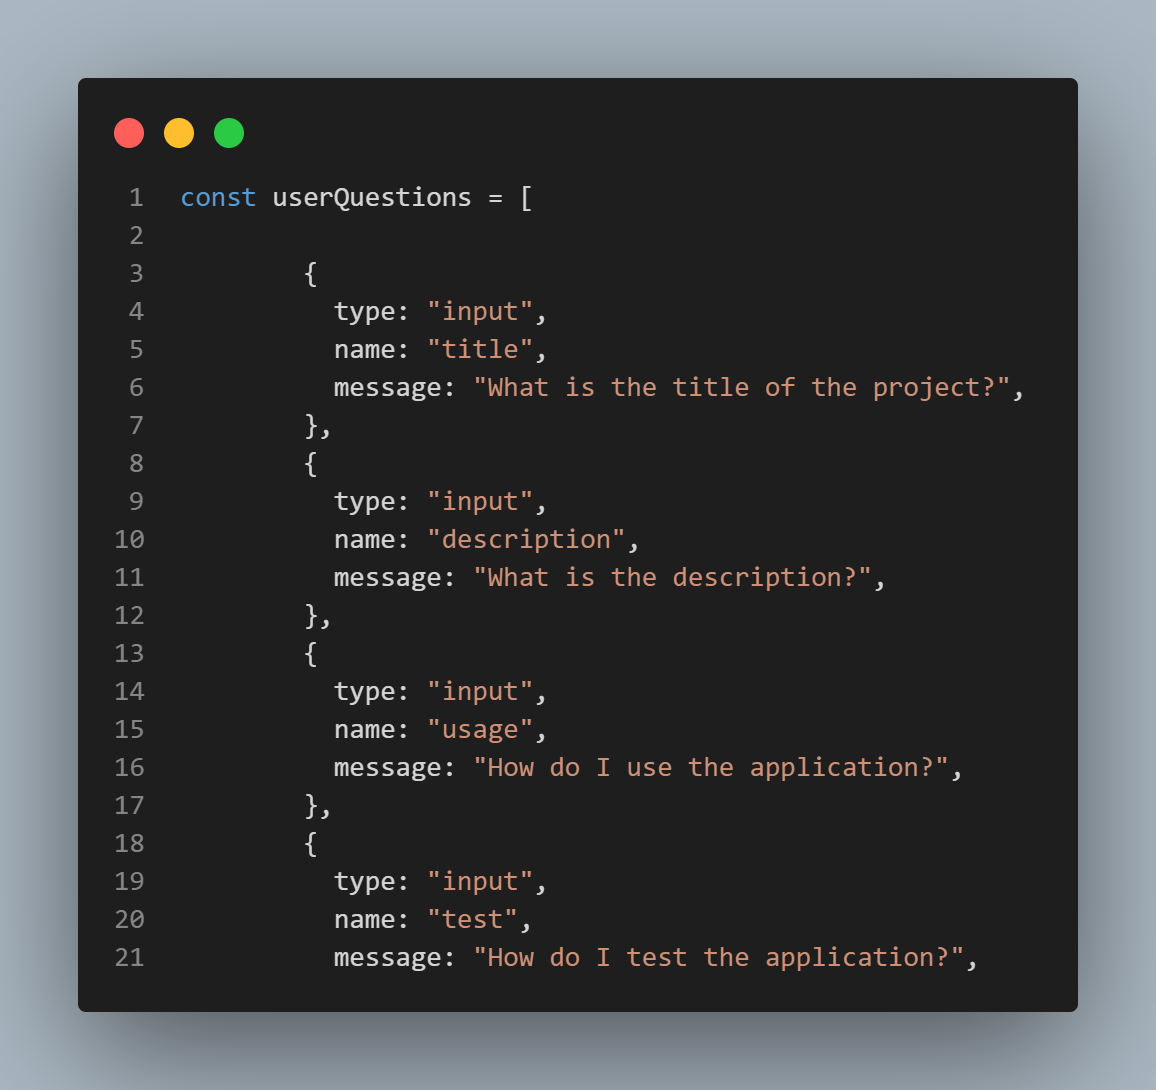 1 const userQuestions = [
2
3 {
4 type: "input",
5 name: "title",
6 message: "What is the title of the project?",
7 },
8 {
9 type: "input",
10 name: "description",
11 message: "What is the description?",
12 },
13 {
14 type: "input",
15 name: "usage",
16 message: "How do I use the application?",
17 },
18 {
19 type: "input",
20 name: "test",
21 message: "How do I test the application?",